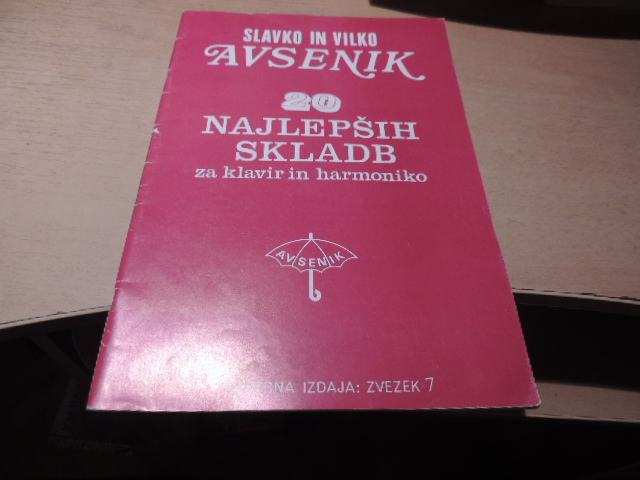 SLAVKO IN VILKO
AVSENIK
20
NAJLEPŠIH
SKLADB
za klavir in harmoniko
AVSENIK
IZDAJA: ZVEZEK 7